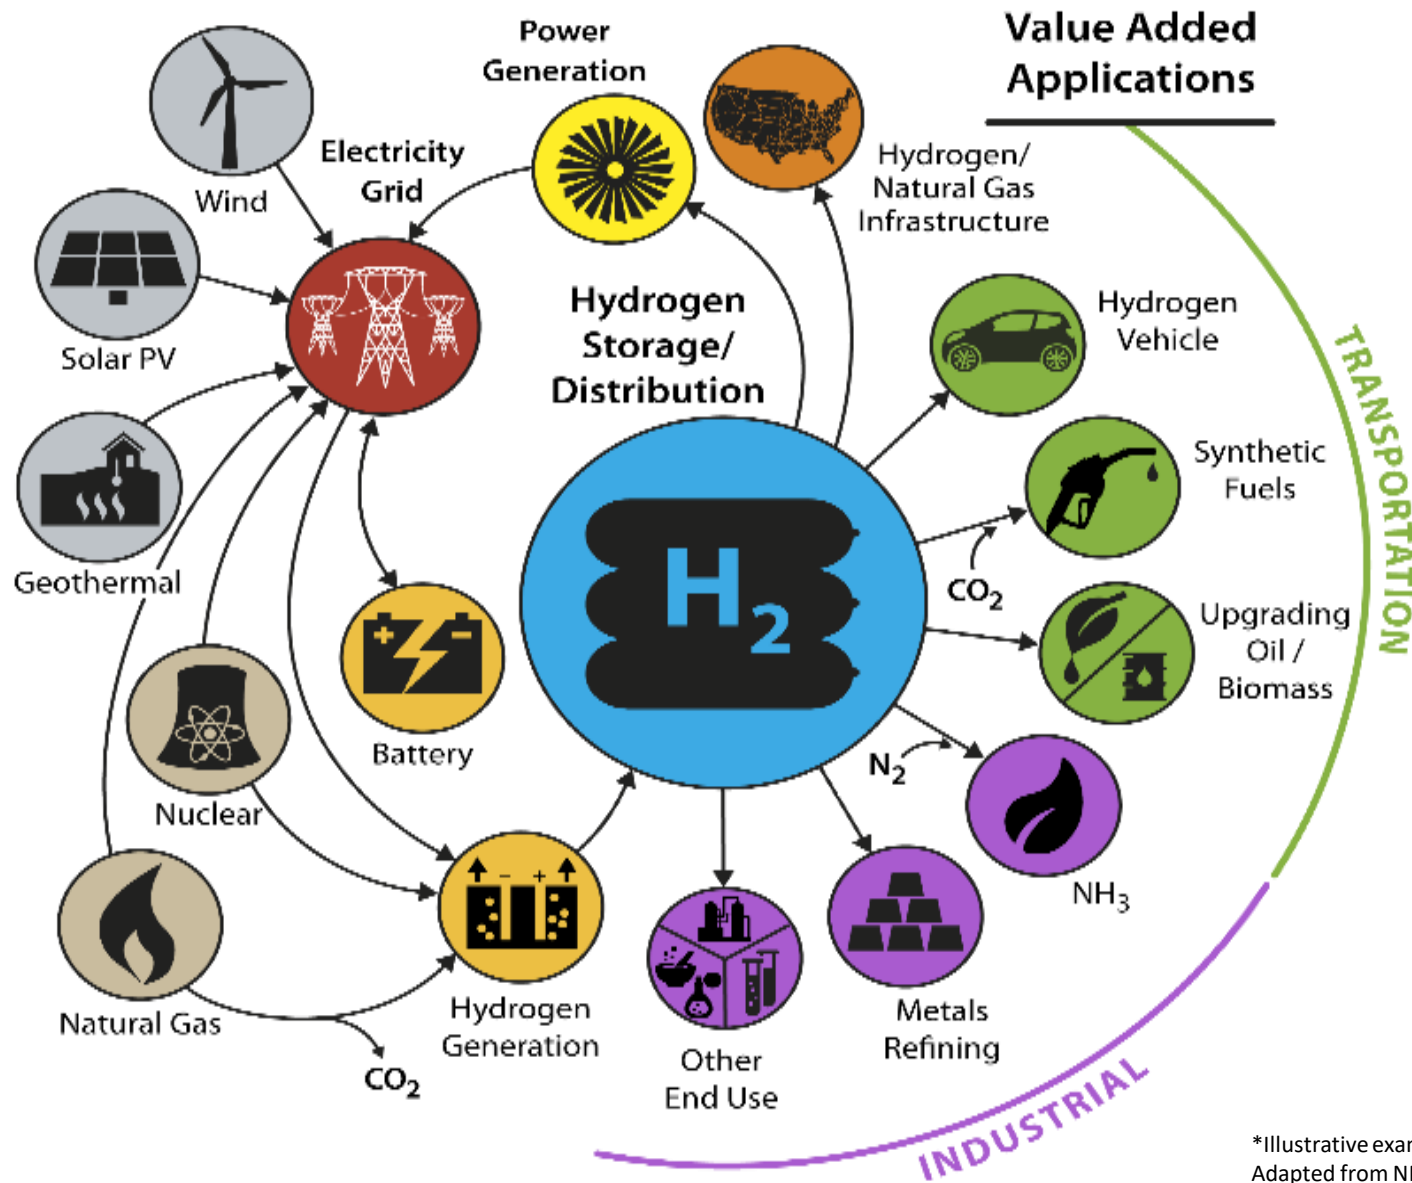 Value Added
Applications
Power
Generation
Electricity
Grid
Wind
Solar PV
Geothermal
Nuclear
Natural Gas
CO2
Battery
Hydrogen
Generation
Hydrogen
Storage/
Distribution
H2
Hydrogen/
Natural Gas
Infrastructure
Hydrogen
Vehicle
Synthetic
Fuels
CO2
Upgrading
Oil /
Biomass
N2
NH3
Metals
Refining
Other
End Use
TRANSPORTATION
INDUSTRIAL
*Illustrative
Adapted from